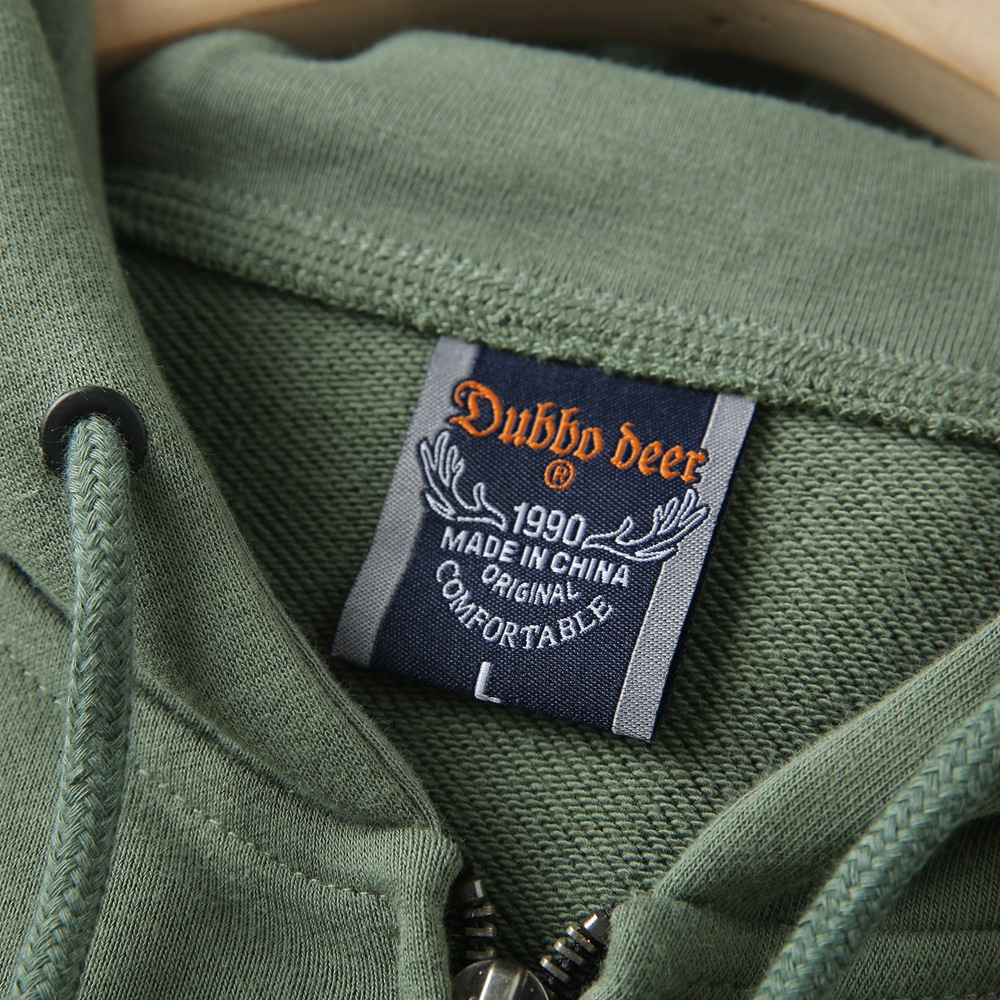 Dubbo deer
®
1990
MADE IN CHINA
ORIGINAL
COMFORTABLE
L